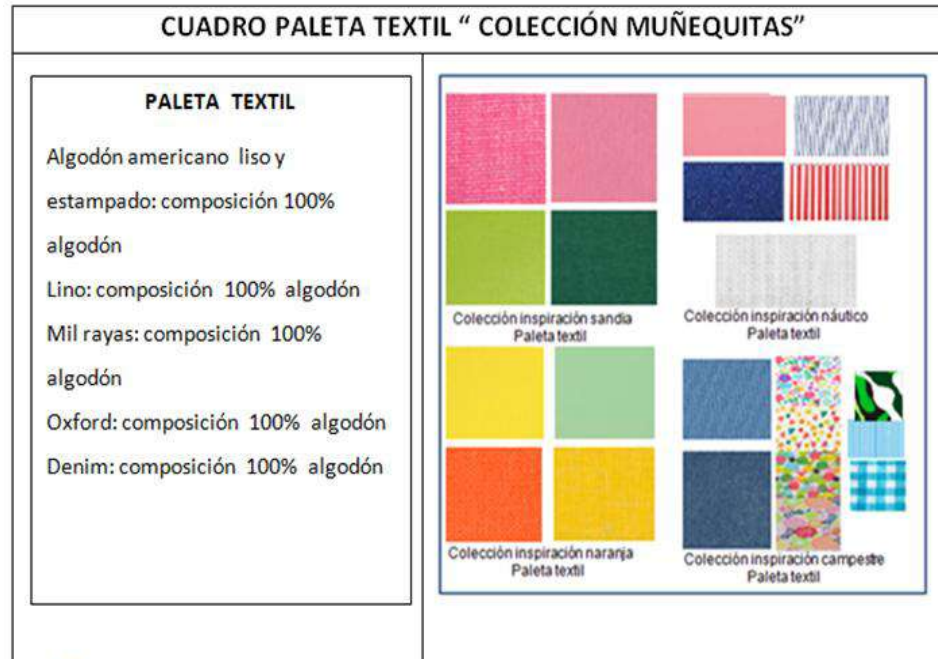 CUADRO PALETA TEXTIL “ COLECCIÓN MUÑEQUITAS”
PALETA TEXTIL
Algodón americano liso y
estampado: composición 100%
algodón
Lino: composición 100% algodón
Mil rayas: composición 100%
algodón
Oxford: composición 100% algodón
Denim: composición 100% algodón
Colección inspiración sandia
Paleta textil
Colección inspiración náutico
Paleta textil
Colección inspiración naranja
Paleta textil
Colección inspiración campestre
Paleta textil